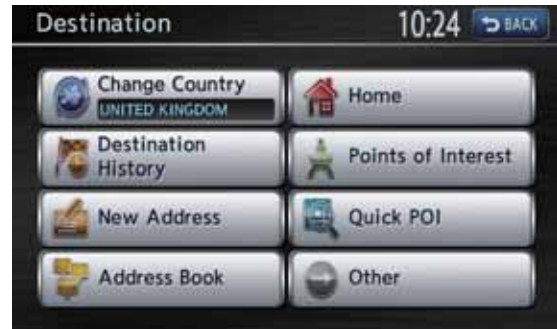 Destination
10:24
BACK
Change Country
UNITED KINGDOM
Home
Destination
History
Points of Interest
New Address
Quick POI
Address Book
Other